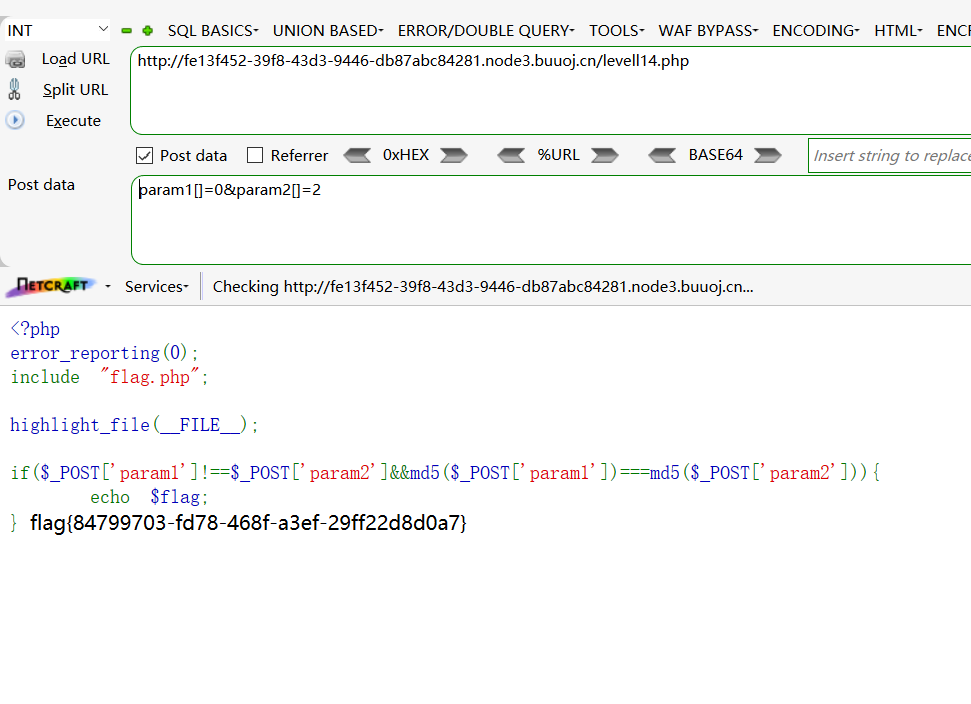 INT SQL BASICS UNION BASED ERROR/DOUBLE QUERY TOOLS WAF BYPASS ENCODING HTML ENCR
Load URL
http://fe13f452-39f8-43d3-9446-db87abc84281.node3.buuoj.cn/levell14.php
Split URL
Execute
Post data Referrer 0xHEX %URL BASE64 Insert string to replace
Post data
param1[]=0&param2[]=2
NETCRAFT Services Checking http://fe13f452-39f8-43d3-9446-db87abc84281.node3.buuoj.cn...
<?php
error_reporting(0);
include "flag.php";
highlight_file(__FILE__);
if($_POST['param1']!==$_POST['param2']&&md5($_POST['param1'])===md5($_POST['param2'])){
echo $flag;
} flag{84799703-fd78-468f-a3ef-29ff22d8d0a7}